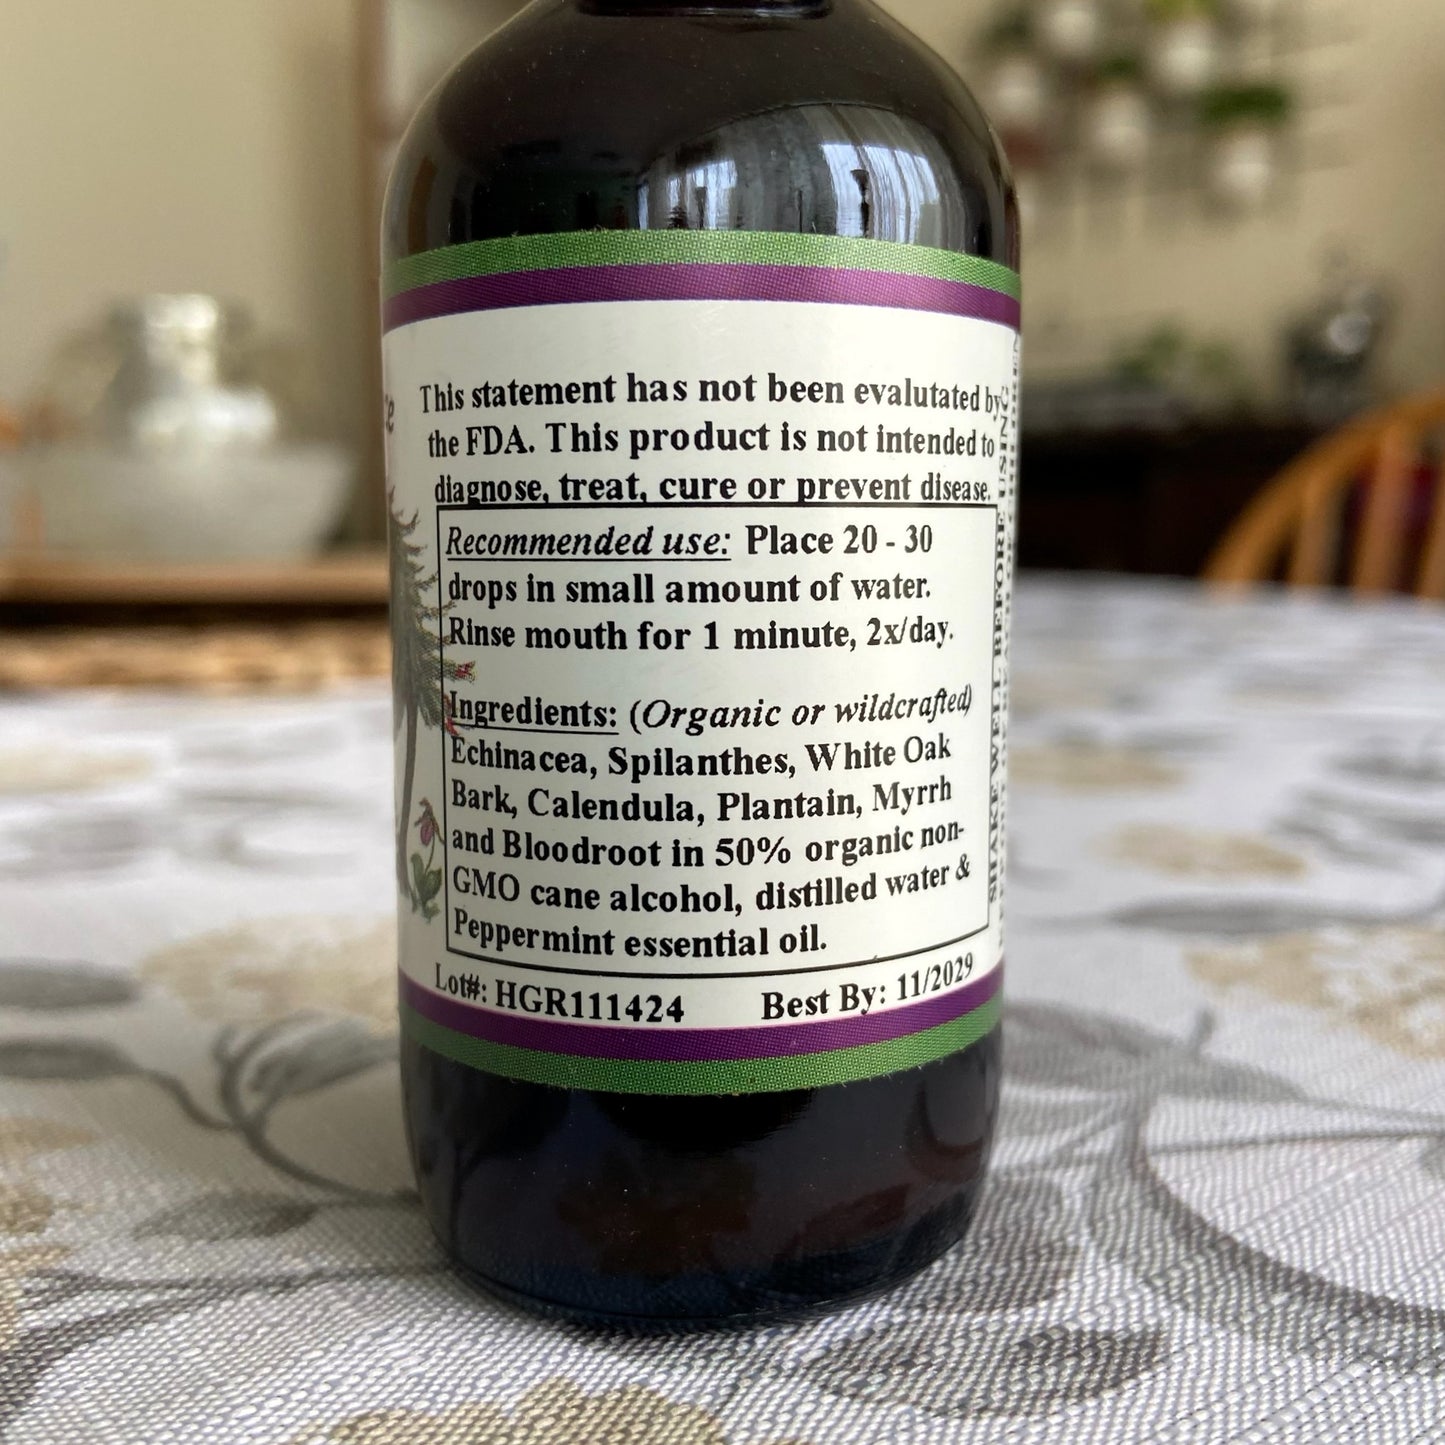 This statement has not been evalutated by
the FDA. This product is not intended to
diagnose, treat, cure or prevent disease.
Recommended use: Place 20 - 30
drops in small amount of water.
Rinse mouth for 1 minute, 2x/day.
Ingredients: (Organic or wildcrafted)
Echinacea, Spilanthes, White Oak
Bark, Calendula, Plantain, Myrrh
and Bloodroot in 50% organic non-
GMO cane alcohol, distilled water &
Peppermint essential oil.
Lot#: HGR111424 Best By: 11/2029
SHAKE WELL BEFORE USING